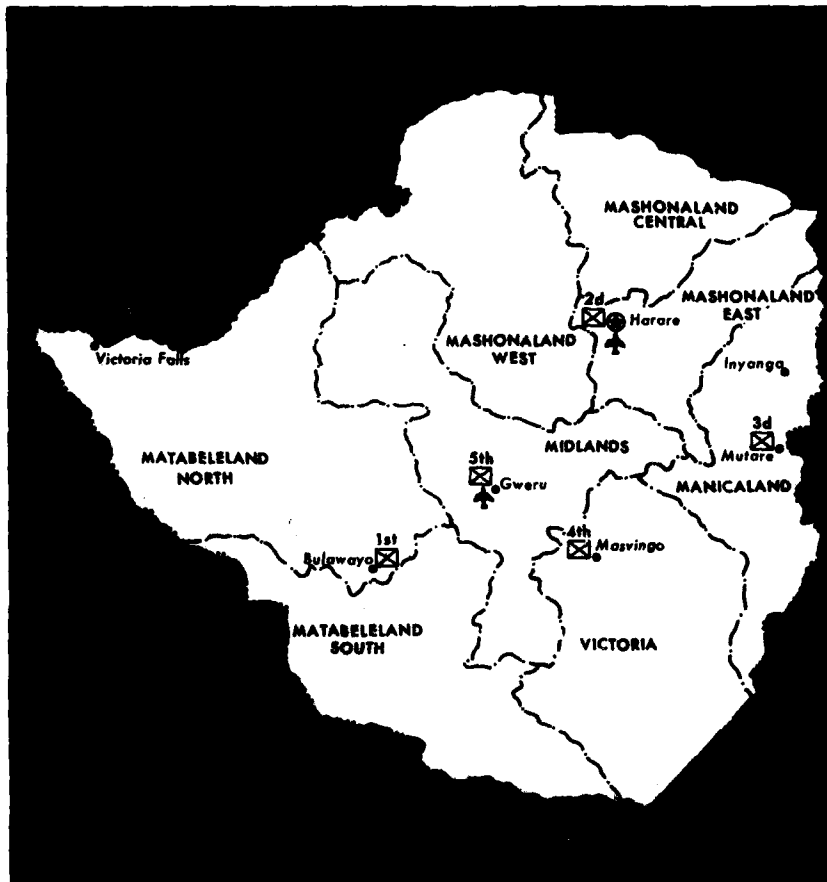 MASHONALAND
CENTRAL
2d
Harare
MASHONALAND
EAST
MASHONALAND
WEST
Victoria Falls
Inyanga
3d
Mutare
MIDLANDS
MATABELELAND
NORTH
5th
Gweru
MANICALAND
1st
Bulawayo
4th
Masvingo
MATABELELAND
SOUTH
VICTORIA